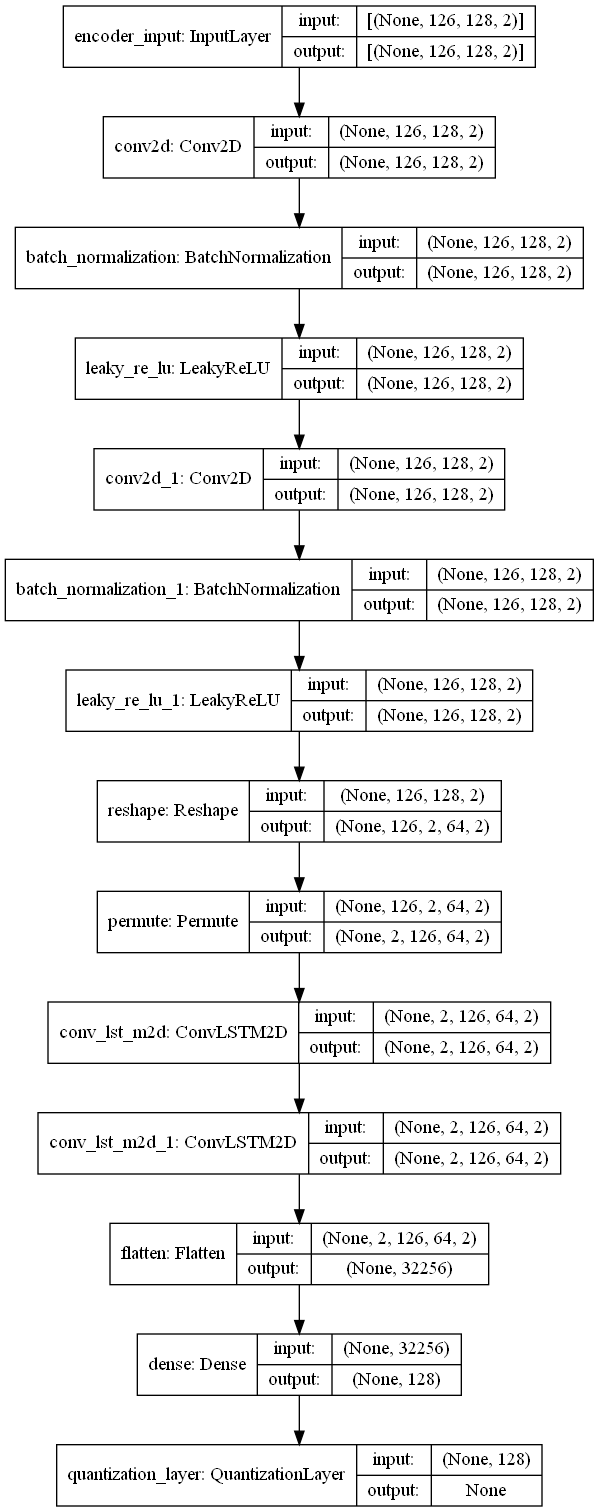 encoder_input: InputLayer
input: [(None, 126, 128, 2)]
output: [(None, 126, 128, 2)]
conv2d: Conv2D
input: (None, 126, 128, 2)
output: (None, 126, 128, 2)
batch_normalization: BatchNormalization
input: (None, 126, 128, 2)
output: (None, 126, 128, 2)
leaky_re_lu: LeakyReLU
input: (None, 126, 128, 2)
output: (None, 126, 128, 2)
conv2d_1: Conv2D
input: (None, 126, 128, 2)
output: (None, 126, 128, 2)
batch_normalization_1: BatchNormalization
input: (None, 126, 128, 2)
output: (None, 126, 128, 2)
leaky_re_lu_1: LeakyReLU
input: (None, 126, 128, 2)
output: (None, 126, 128, 2)
reshape: Reshape
input: (None, 126, 128, 2)
output: (None, 126, 2, 64, 2)
permute: Permute
input: (None, 126, 2, 64, 2)
output: (None, 2, 126, 64, 2)
conv_lst_m2d: ConvLSTM2D
input: (None, 2, 126, 64, 2)
output: (None, 2, 126, 64, 2)
conv_lst_m2d_1: ConvLSTM2D
input: (None, 2, 126, 64, 2)
output: (None, 2, 126, 64, 2)
flatten: Flatten
input: (None, 2, 126, 64, 2)
output: (None, 32256)
dense: Dense
input: (None, 32256)
output: (None, 128)
quantization_layer: QuantizationLayer
input: (None, 128)
output: None